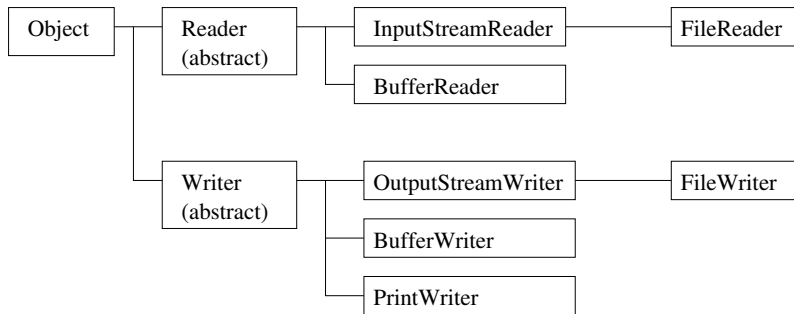 Object
Reader
(abstract)
InputStreamReader
FileReader
BufferReader
Writer
(abstract)
OutputStreamWriter
FileWriter
BufferWriter
PrintWriter